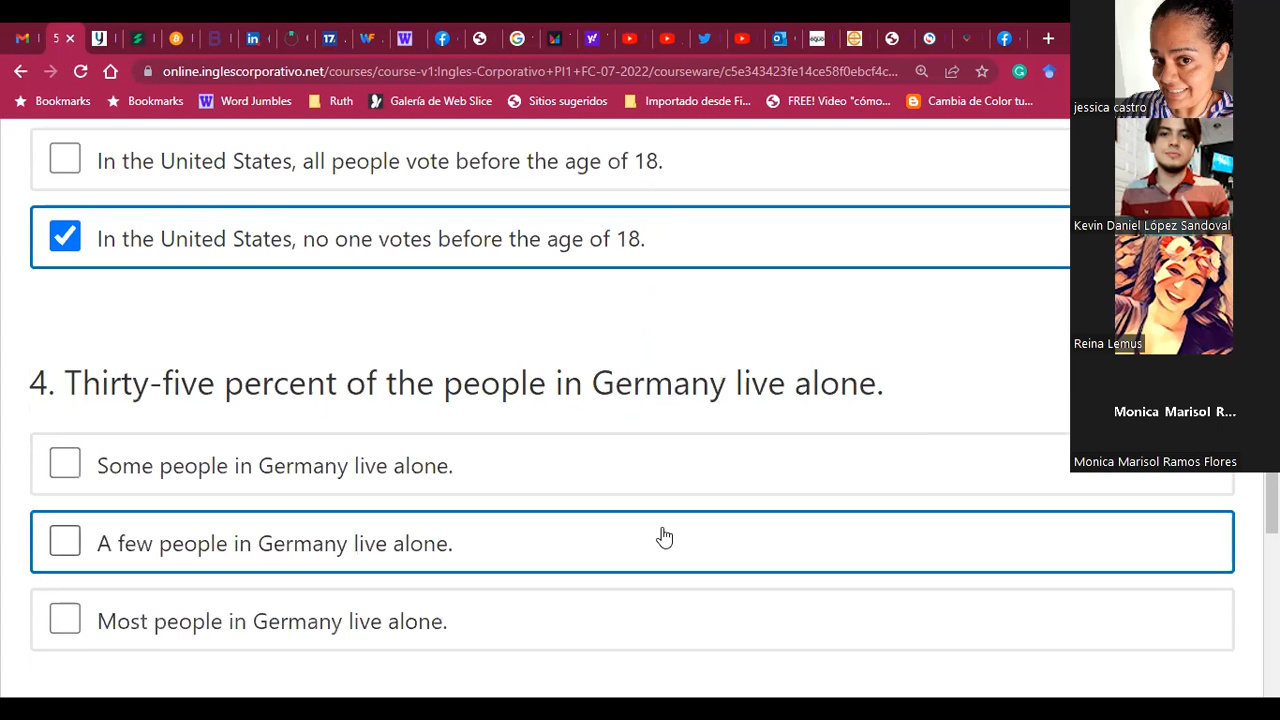 5
17
online.inglescorporativo.net/courses/course-v1:Ingles-Corporativo+PI1+FC-07-2022/courseware/c5e343423fe14ce58f0ebcf4c...
Bookmarks
Bookmarks
Word Jumbles
Ruth
Galería de Web Slice
Sitios sugeridos
Importado desde Fi...
FREE! Video "cómo...
Cambia de Color tu...
jessica castro
In the United States, all people vote before the age of 18.
Kevin Daniel López Sandoval
In the United States, no one votes before the age of 18.
Reina Lemus
4. Thirty-five percent of the people in Germany live alone.
Monica Marisol R...
Monica Marisol Ramos Flores
Some people in Germany live alone.
A few people in Germany live alone.
Most people in Germany live alone.